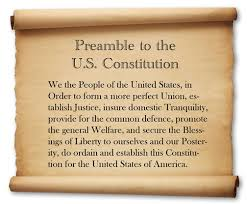 Preamble to the
U.S. Constitution
We the People of the United States, in
Order to form a more perfect Union, es-
tablish Justice, insure domestic Tranquility,
provide for the common defence, promote
the general Welfare, and secure the Bless-
ings of Liberty to ourselves and our Poster-
ity, do ordain and establish this Constitu-
tion for the United States of America.